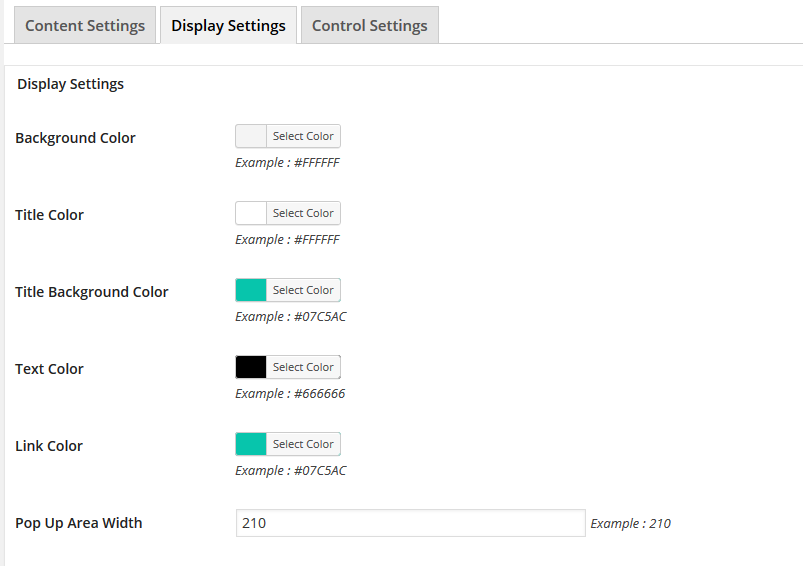 Content Settings Display Settings Control Settings
Display Settings
Background Color Select Color
Example : #FFFFFF
Title Color Select Color
Example : #FFFFFF
Title Background Color Select Color
Example : #07C5AC
Text Color Select Color
Example : #666666
Link Color Select Color
Example : #07C5AC
Pop Up Area Width 210 Example : 210